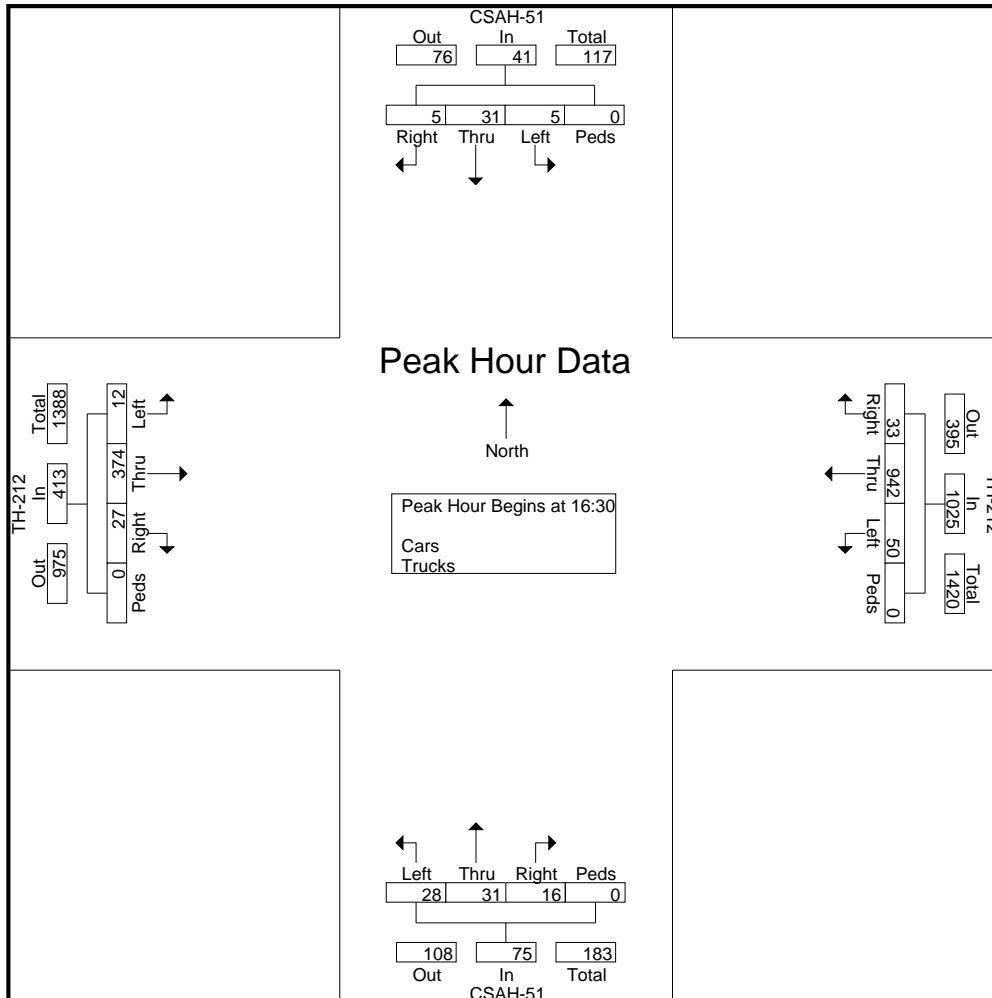 CSAH-51
Out In Total
76 41 117
5 31 5 0
Right Thru Left Peds
Peak Hour Data
North
Peak Hour Begins at 16:30
Cars
Trucks
TH-212
Out In Total
975 413 1388
12 374 27 0
Left Thru Right Peds
TH-212
Out In Total
395 1025 1420
33 942 50 0
Right Thru Left Peds
Left Thru Right Peds
28 31 16 0
108 75 183
Out In Total
CSAH-51